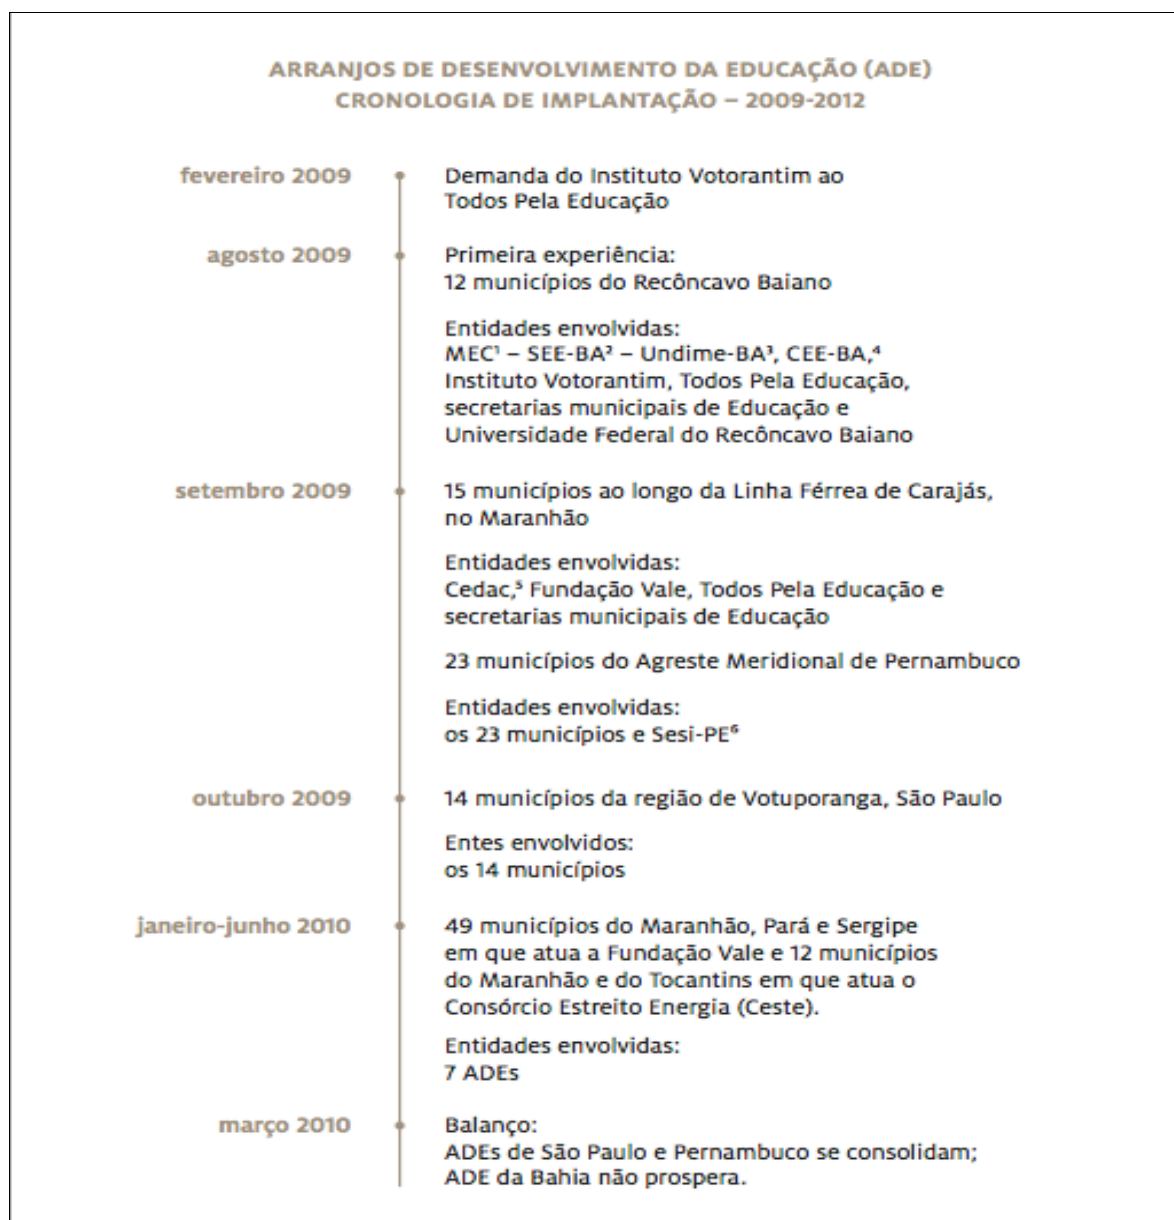 ARRANJOS DE DESENVOLVIMENTO DA EDUCAÇÃO (ADE)
CRONOLOGIA DE IMPLANTAÇÃO – 2009-2012
fevereiro 2009
Demanda do Instituto Votorantim ao
Todos Pela Educação
agosto 2009
Primeira experiência:
12 municípios do Recôncavo Baiano
Entidades envolvidas:
MEC¹ – SEE-BA² – Undime-BA³, CEE-BA,⁴
Instituto Votorantim, Todos Pela Educação,
secretarias municipais de Educação e
Universidade Federal do Recôncavo Baiano
setembro 2009
15 municípios ao longo da Linha Férrea de Carajás,
no Maranhão
Entidades envolvidas:
Cedac,⁵ Fundação Vale, Todos Pela Educação e
secretarias municipais de Educação
23 municípios do Agreste Meridional de Pernambuco
Entidades envolvidas:
os 23 municípios e Sesi-PE⁶
outubro 2009
14 municípios da região de Votuporanga, São Paulo
Entes envolvidos:
os 14 municípios
janeiro-junho 2010
49 municípios do Maranhão, Pará e Sergipe
em que atua a Fundação Vale e 12 municípios
do Maranhão e do Tocantins em que atua o
Consórcio Estreito Energia (Ceste).
Entidades envolvidas:
7 ADEs
março 2010
Balanço:
ADEs de São Paulo e Pernambuco se consolidam;
ADE da Bahia não prospera.